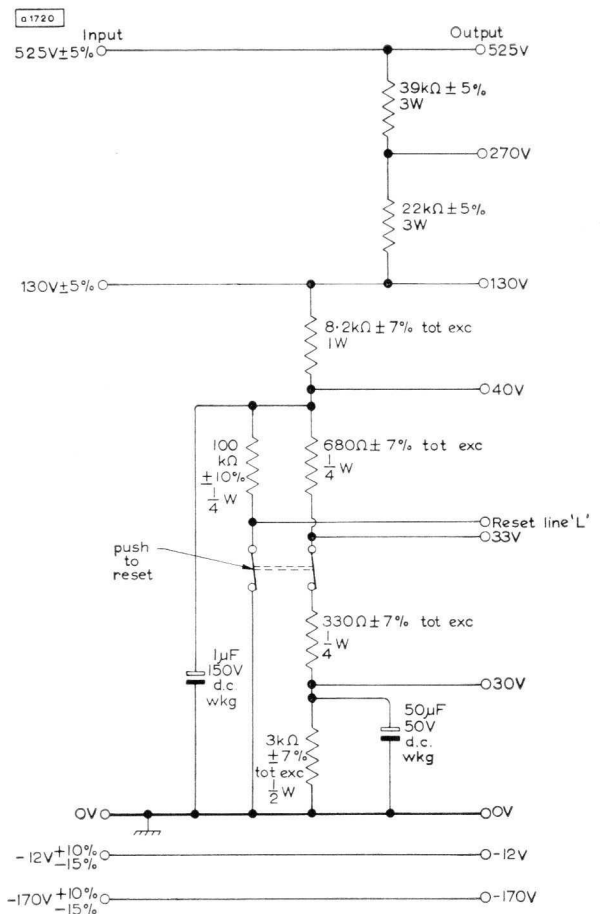 a1720
Input
Output
525V±5%
525V
39kΩ±5%
3W
270V
22kΩ±5%
3W
130V±5%
130V
8·2kΩ±7% tot exc
1W
40V
100
kΩ
±10%
1/4 W
680Ω±7% tot exc
1/4 W
Reset line 'L'
33V
push
to
reset
330Ω±7% tot exc
1/4 W
1µF
150V
d.c.
wkg
30V
50µF
50V
d.c.
wkg
3kΩ
±7%
tot exc
1/2 W
0V
0V
-12V +10%
-15%
-12V
-170V +10%
-15%
-170V